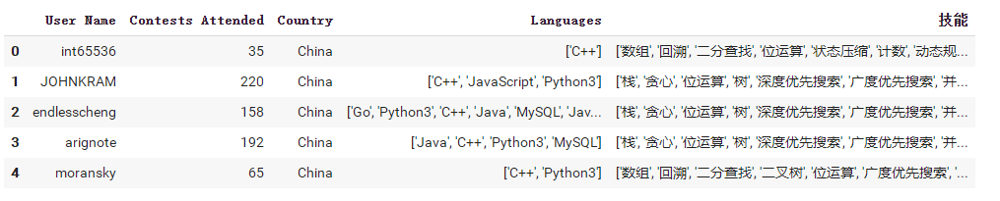 User Name Contests Attended Country Languages 技能
0 int65536 35 China ['C++'] ['数组', '回溯', '二分查找', '位运算', '状态压缩', '计数', '动态规...
1 JOHNKRAM 220 China ['C++', 'JavaScript', 'Python3'] ['栈', '贪心', '位运算', '树', '深度优先搜索', '广度优先搜索', '并...
2 endlesscheng 158 China ['Go', 'Python3', 'C++', 'Java', 'MySQL', 'Jav... ['栈', '贪心', '位运算', '树', '深度优先搜索', '广度优先搜索', '并...
3 arignote 192 China ['Java', 'C++', 'Python3', 'MySQL'] ['栈', '贪心', '位运算', '树', '深度优先搜索', '广度优先搜索', '并...
4 moransky 65 China ['C++', 'Python3'] ['数组', '回溯', '二分查找', '二叉树', '位运算', '广度优先搜索', '...